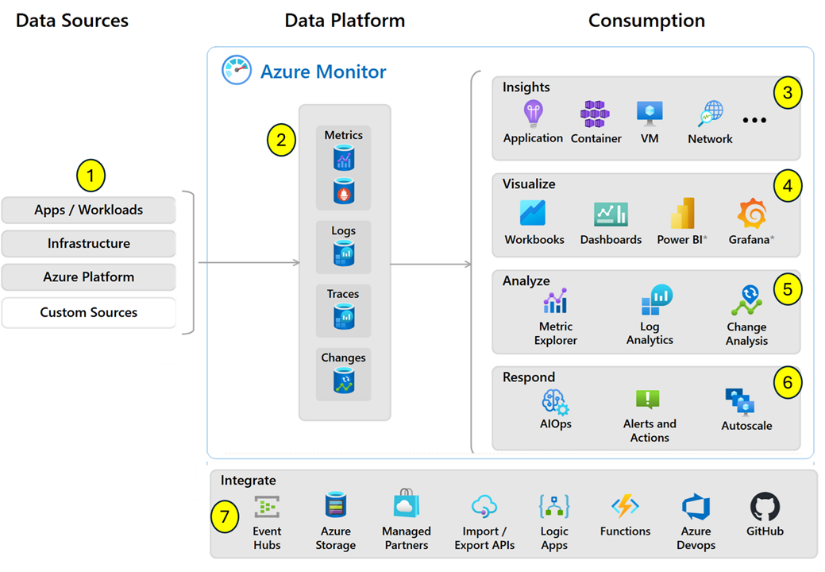 Data Sources
Data Platform
Consumption
Azure Monitor
1
Apps / Workloads
Infrastructure
Azure Platform
Custom Sources
2
Metrics
Logs
Traces
Changes
3
Insights
Application
Container
VM
Network
...
4
Visualize
Workbooks
Dashboards
Power BI*
Grafana*
5
Analyze
Metric
Explorer
Log
Analytics
Change
Analysis
6
Respond
AIOps
Alerts and
Actions
Autoscale
7
Integrate
Event
Hubs
Azure
Storage
Managed
Partners
Import /
Export APIs
Logic
Apps
Functions
Azure
Devops
GitHub